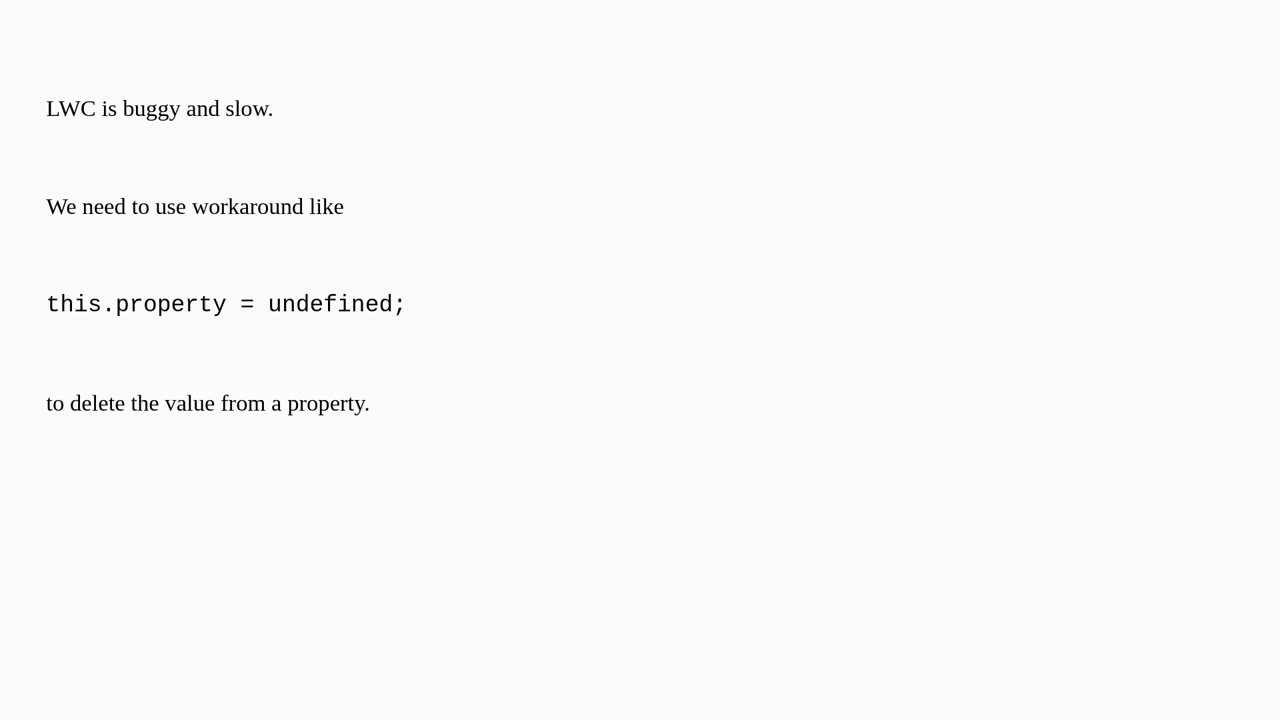 LWC is buggy and slow.
We need to use workaround like
this.property = undefined;
to delete the value from a property.